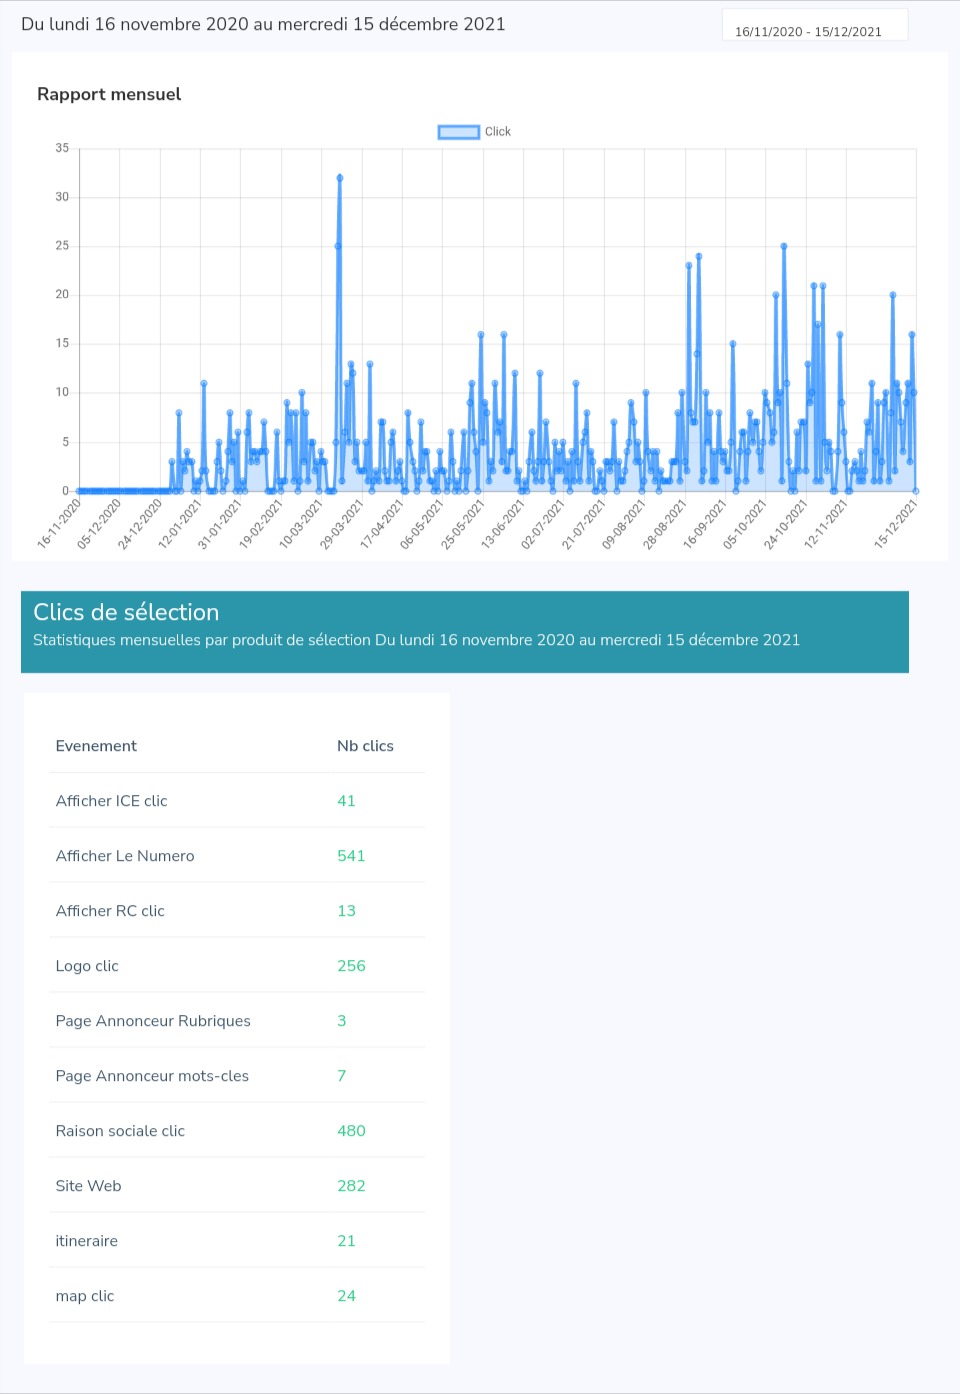 Du lundi 16 novembre 2020 au mercredi 15 décembre 2021
16/11/2020 - 15/12/2021
Rapport mensuel
Click
35
30
25
20
15
10
5
0
16-11-2020
05-12-2020
24-12-2020
12-01-2021
31-01-2021
19-02-2021
10-03-2021
29-03-2021
17-04-2021
06-05-2021
25-05-2021
13-06-2021
02-07-2021
21-07-2021
09-08-2021
28-08-2021
16-09-2021
05-10-2021
24-10-2021
12-11-2021
15-12-2021
Clics de sélection
Statistiques mensuelles par produit de sélection Du lundi 16 novembre 2020 au mercredi 15 décembre 2021
Evenement Nb clics
Afficher ICE clic 41
Afficher Le Numero 541
Afficher RC clic 13
Logo clic 256
Page Annonceur Rubriques 3
Page Annonceur mots-cles 7
Raison sociale clic 480
Site Web 282
itineraire 21
map clic 24